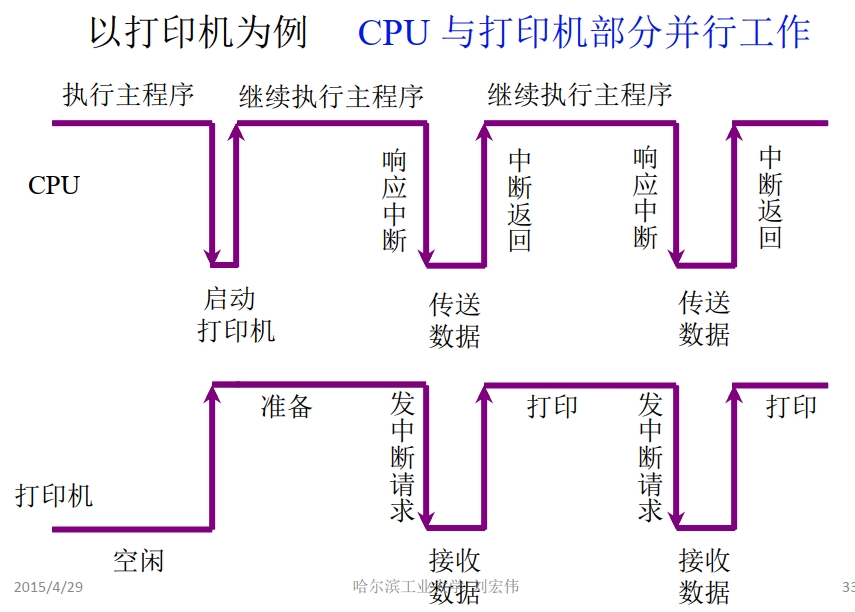 以打印机为例 CPU 与打印机部分并行工作
执行主程序
继续执行主程序
继续执行主程序
CPU
响应中断
中断返回
响应中断
中断返回
启动
打印机
传送
数据
传送
数据
准备
发中断请求
打印
发中断请求
打印
打印机
空闲
接收
数据
接收
数据
2015/4/29
哈尔滨工业大学 刘宏伟
33